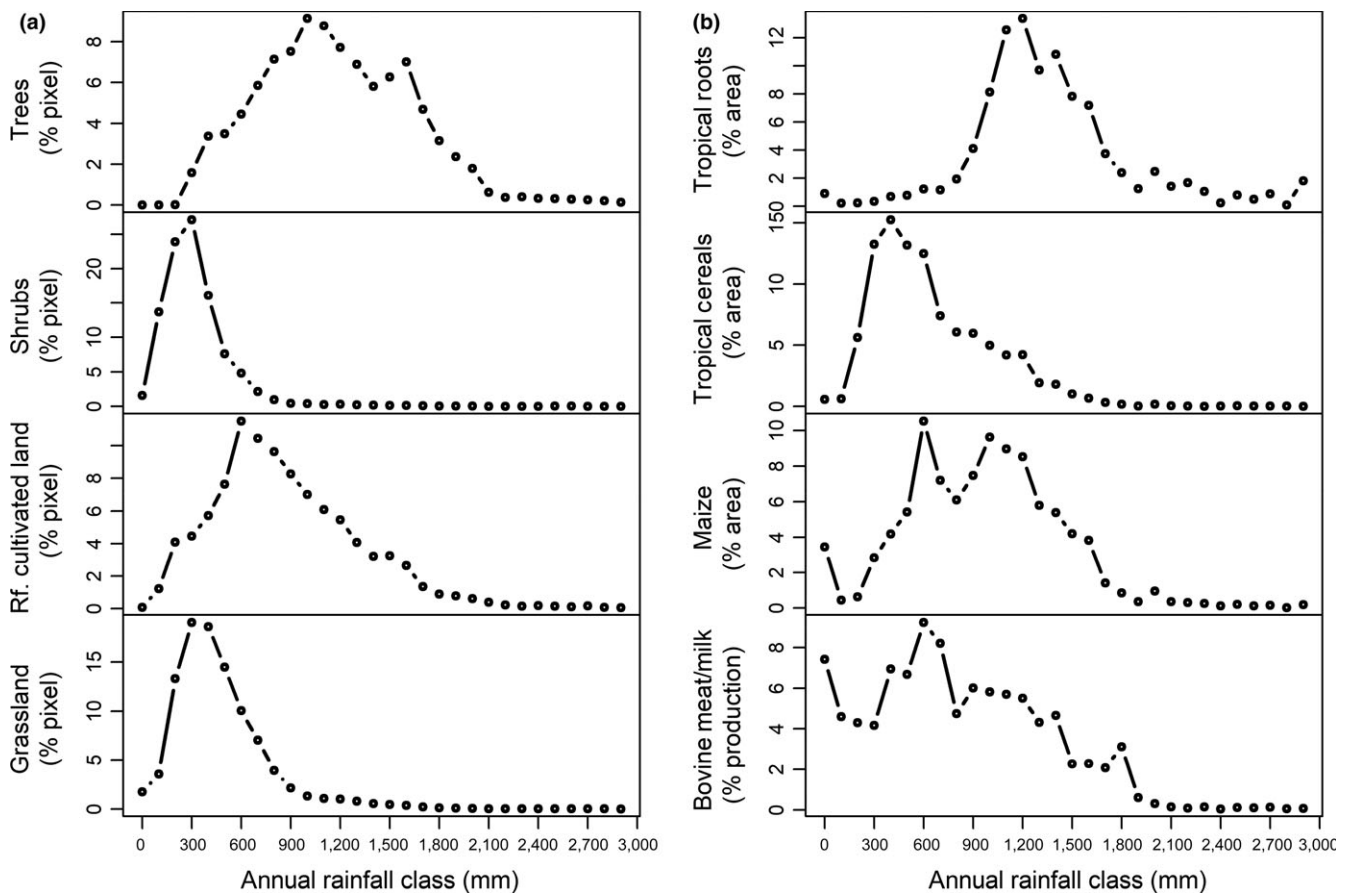 (a)
Trees
(% pixel)
0 2 4 6 8
Shrubs
(% pixel)
0 5 10 20
Rf. cultivated land
(% pixel)
0 2 4 6 8
Grassland
(% pixel)
0 5 10 15
0 300 600 900 1,200 1,500 1,800 2,100 2,400 2,700 3,000
Annual rainfall class (mm)
(b)
Tropical roots
(% area)
0 2 4 6 8 10 12
Tropical cereals
(% area)
0 5 10 15
Maize
(% area)
0 2 4 6 8 10
Bovine meat/milk
(% production)
0 2 4 6 8
0 300 600 900 1,200 1,500 1,800 2,100 2,400 2,700 3,000
Annual rainfall class (mm)